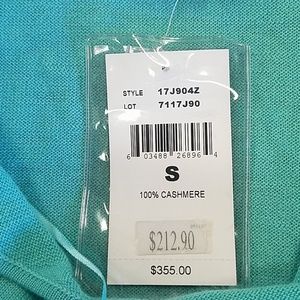 STYLE 17J904Z
LOT 7117J90
6 03488 26896 4
S
100% CASHMERE
$212.90
$355.00